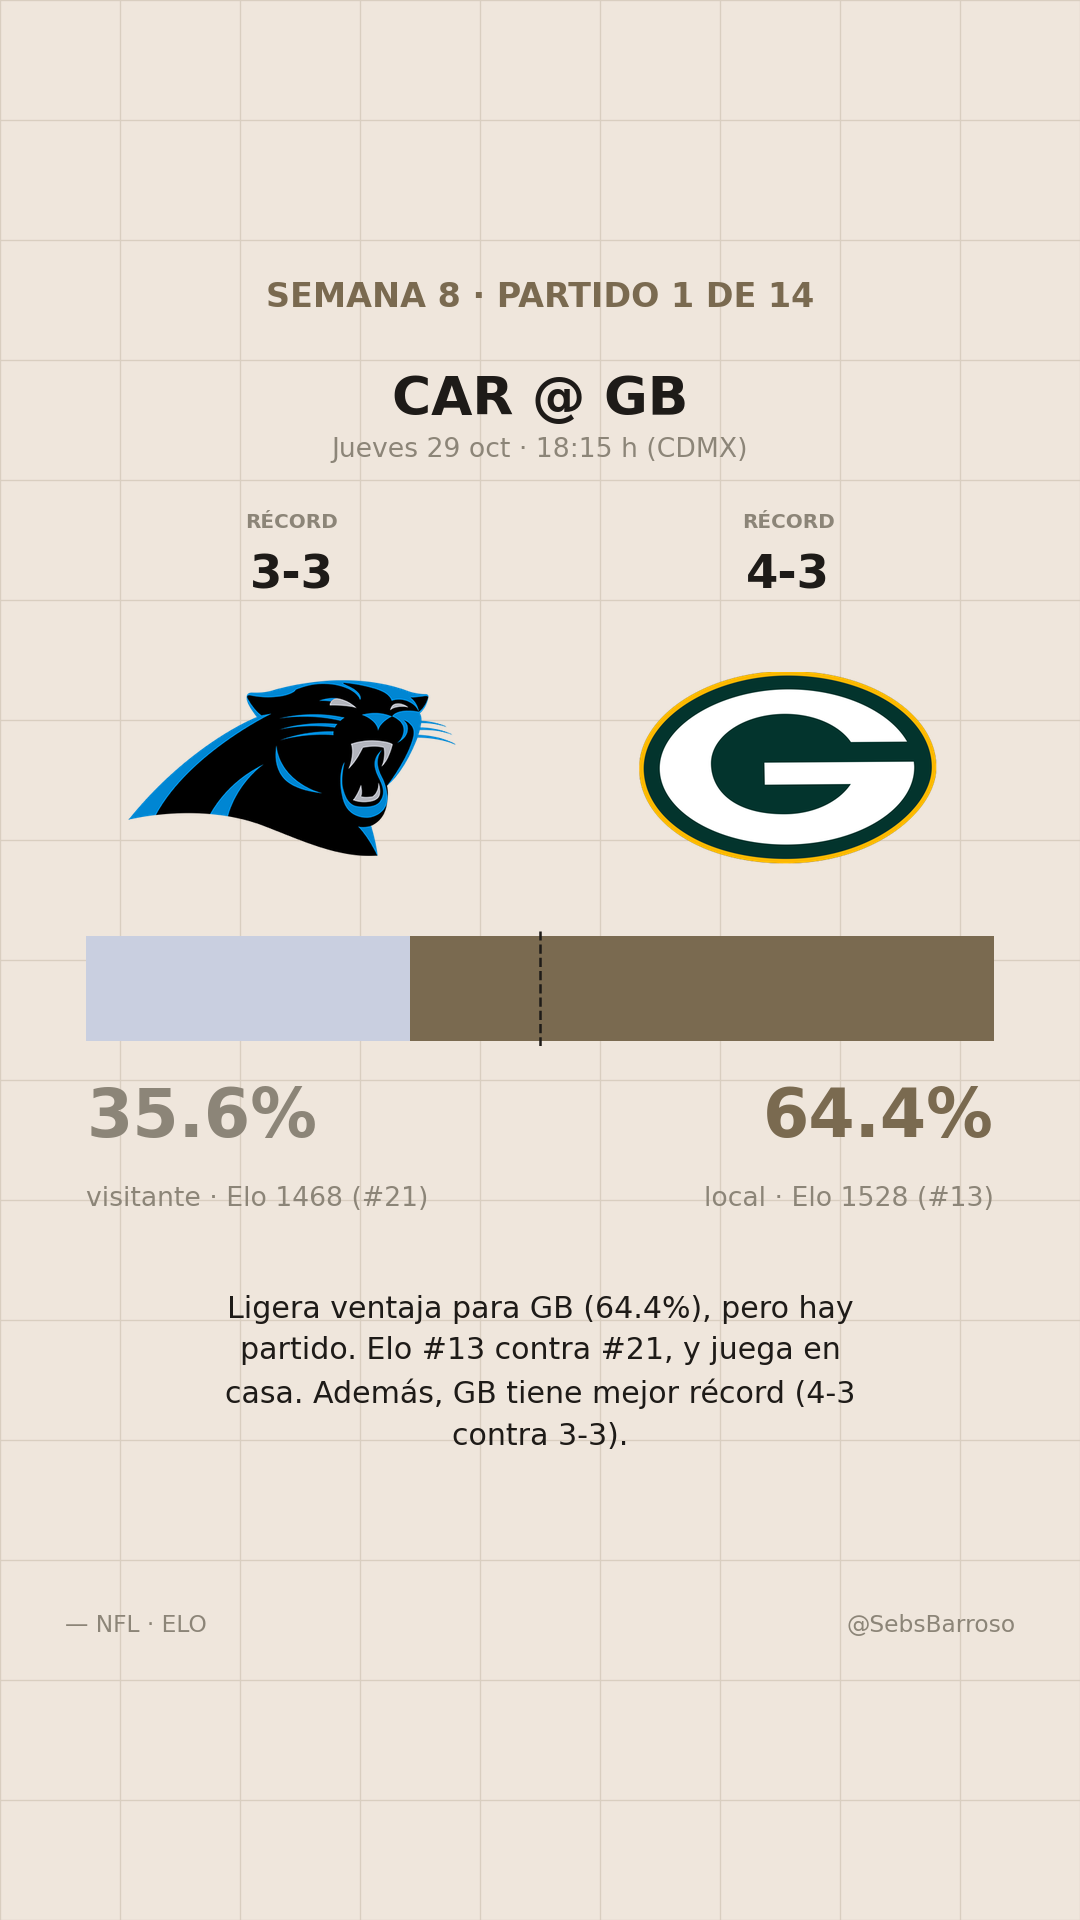 SEMANA 8 · PARTIDO 1 DE 14
CAR @ GB
Jueves 29 oct · 18:15 h (CDMX)
RÉCORD
3-3
RÉCORD
4-3
G
35.6%
64.4%
visitante · Elo 1468 (#21)
local · Elo 1528 (#13)
Ligera ventaja para GB (64.4%), pero hay
partido. Elo #13 contra #21, y juega en
casa. Además, GB tiene mejor récord (4-3
contra 3-3).
— NFL · ELO
@SebsBarroso